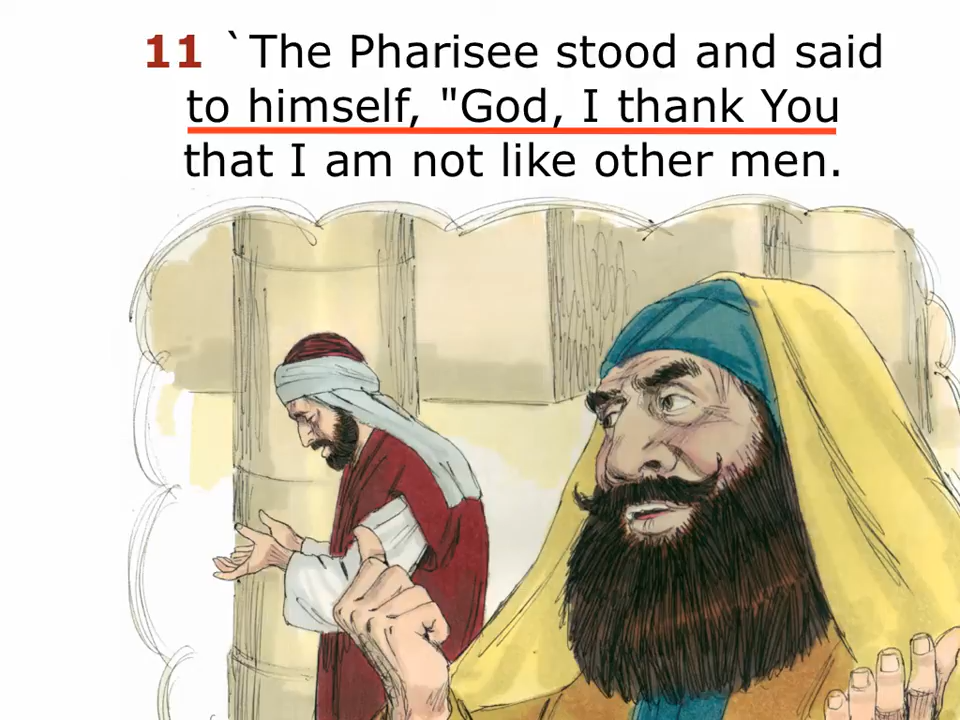 11 `The Pharisee stood and said
to himself, "God, I thank You
that I am not like other men.